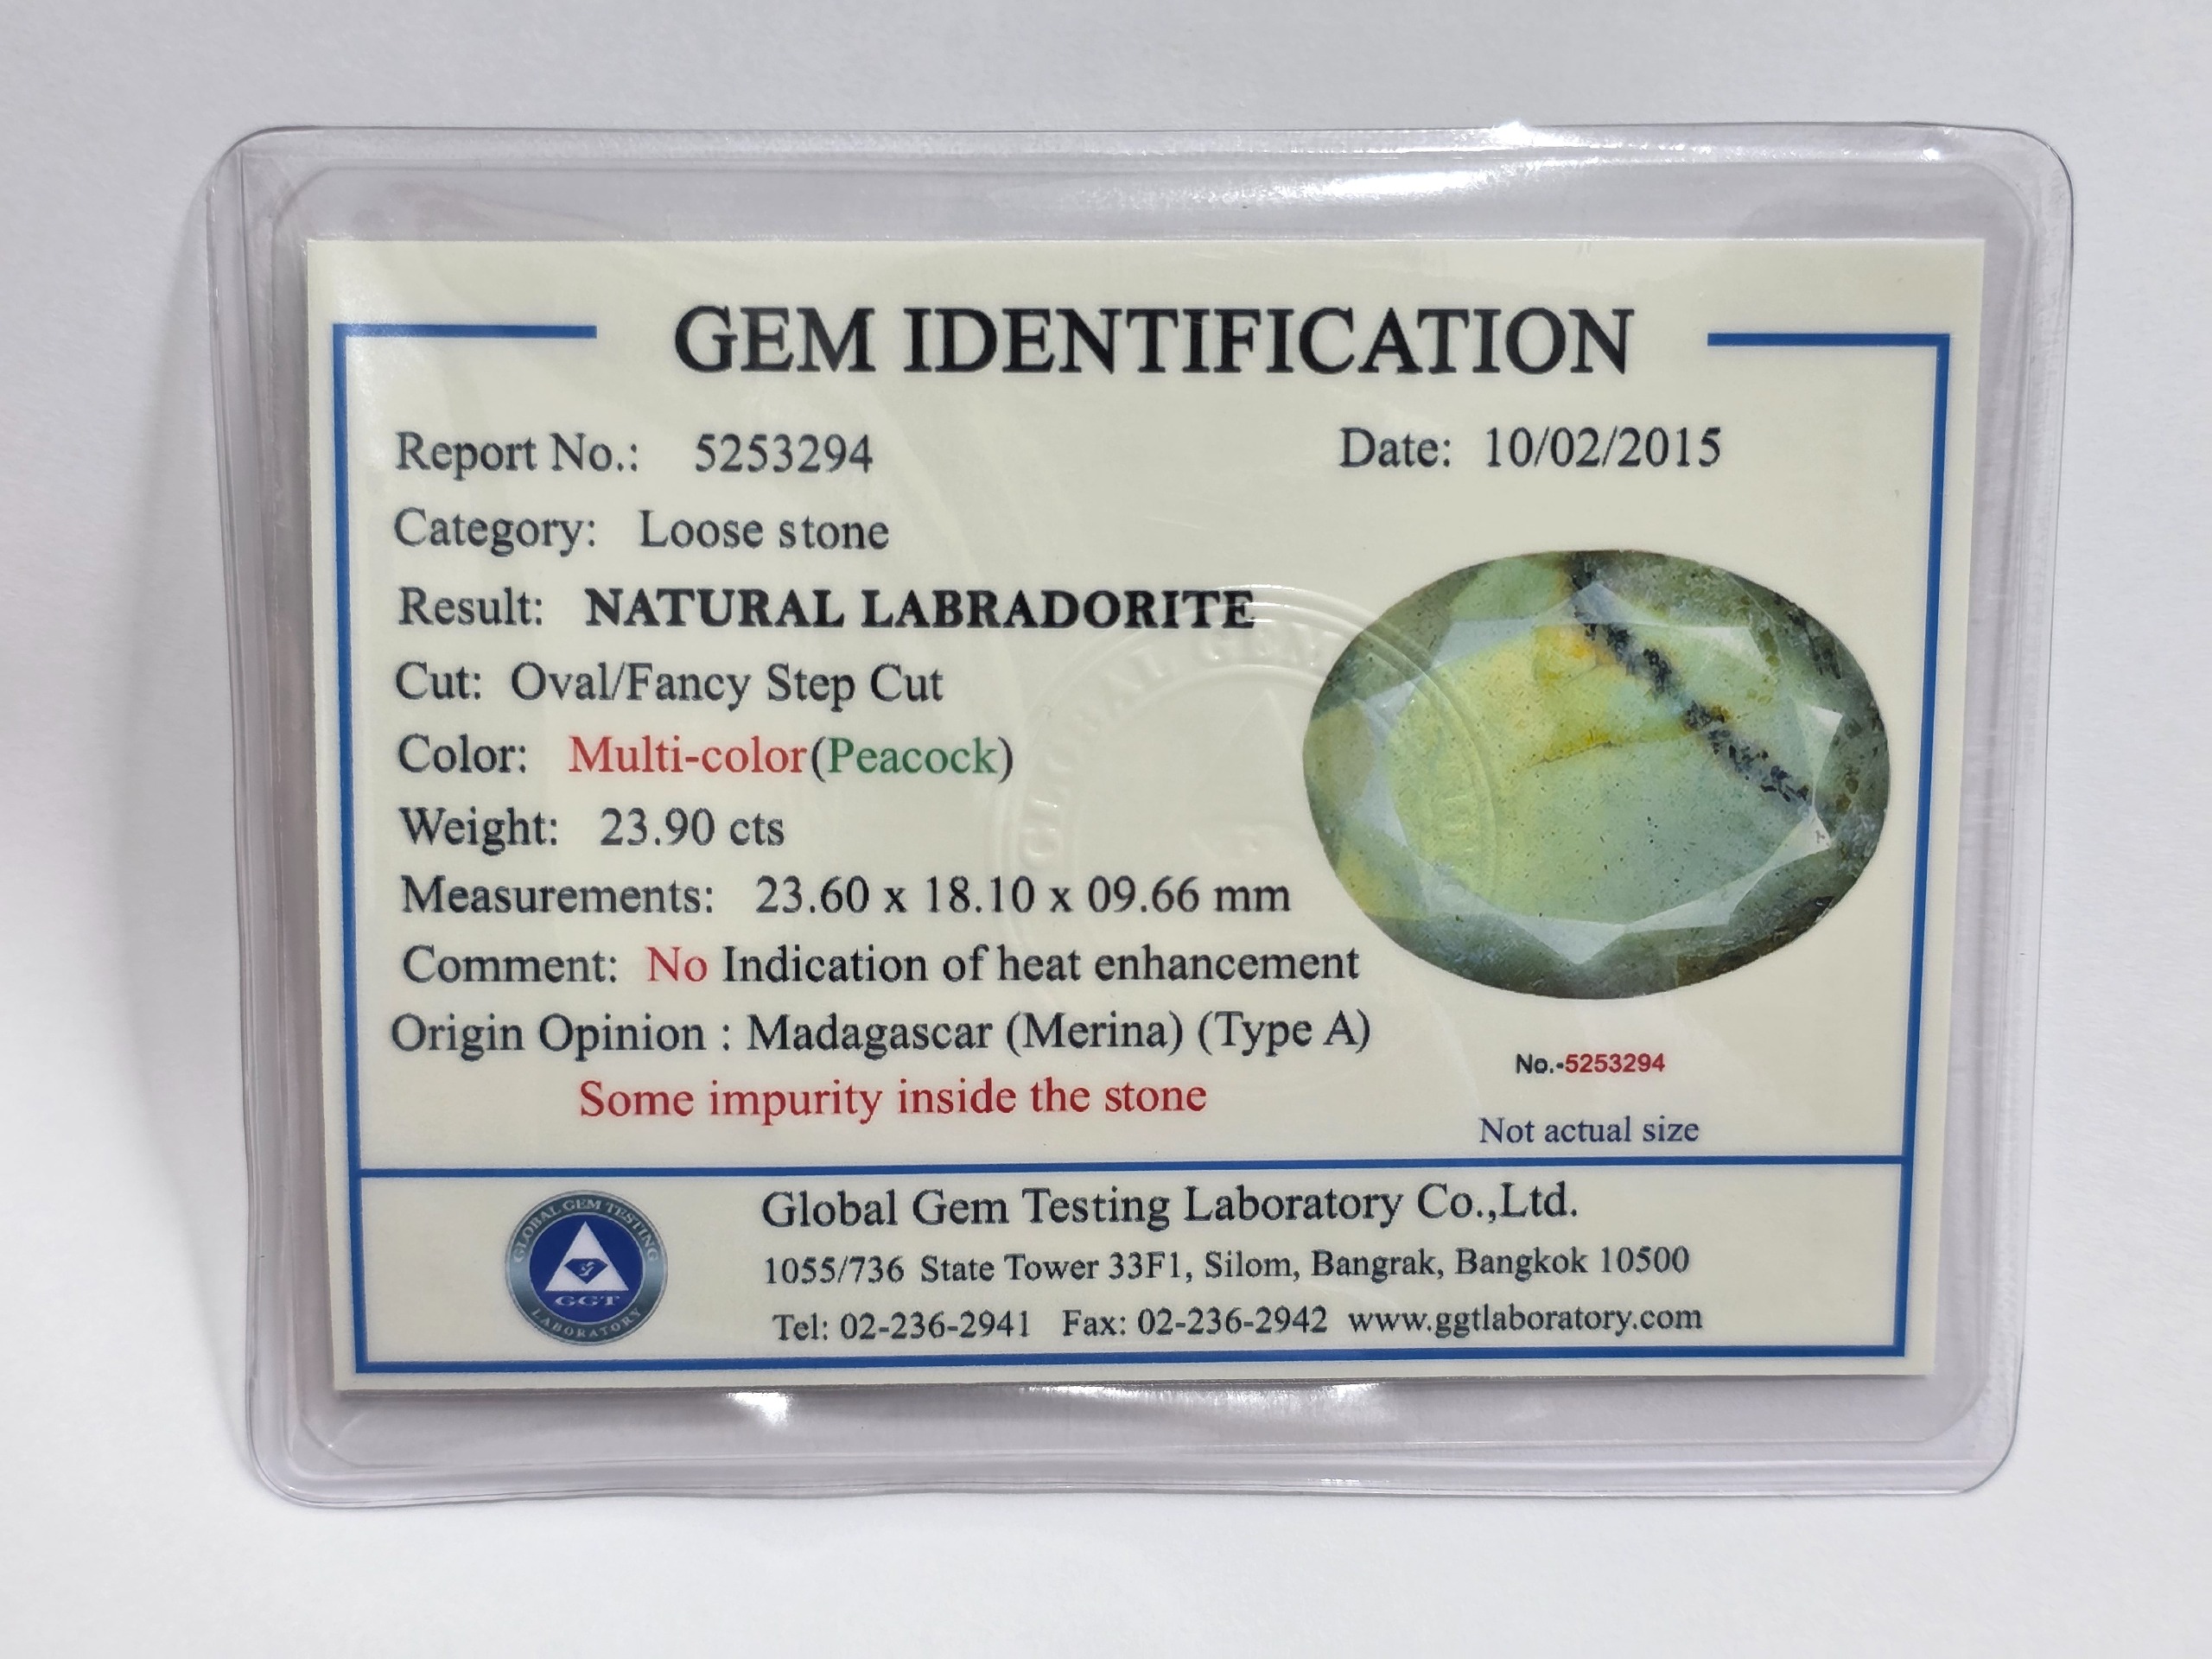 GEM IDENTIFICATION
Report No.: 5253294 Date: 10/02/2015
Category: Loose stone
Result: NATURAL LABRADORITE
Cut: Oval/Fancy Step Cut
Color: Multi-color(Peacock)
Weight: 23.90 cts
Measurements: 23.60 x 18.10 x 09.66 mm
Comment: No Indication of heat enhancement
Origin Opinion : Madagascar (Merina) (Type A)
Some impurity inside the stone
No.-5253294
Not actual size
GLOBAL GEM
GLOBAL GEM TESTING
GGT
LABORATORY
Global Gem Testing Laboratory Co.,Ltd.
1055/736 State Tower 33F1, Silom, Bangrak, Bangkok 10500
Tel: 02-236-2941 Fax: 02-236-2942 www.ggtlaboratory.com